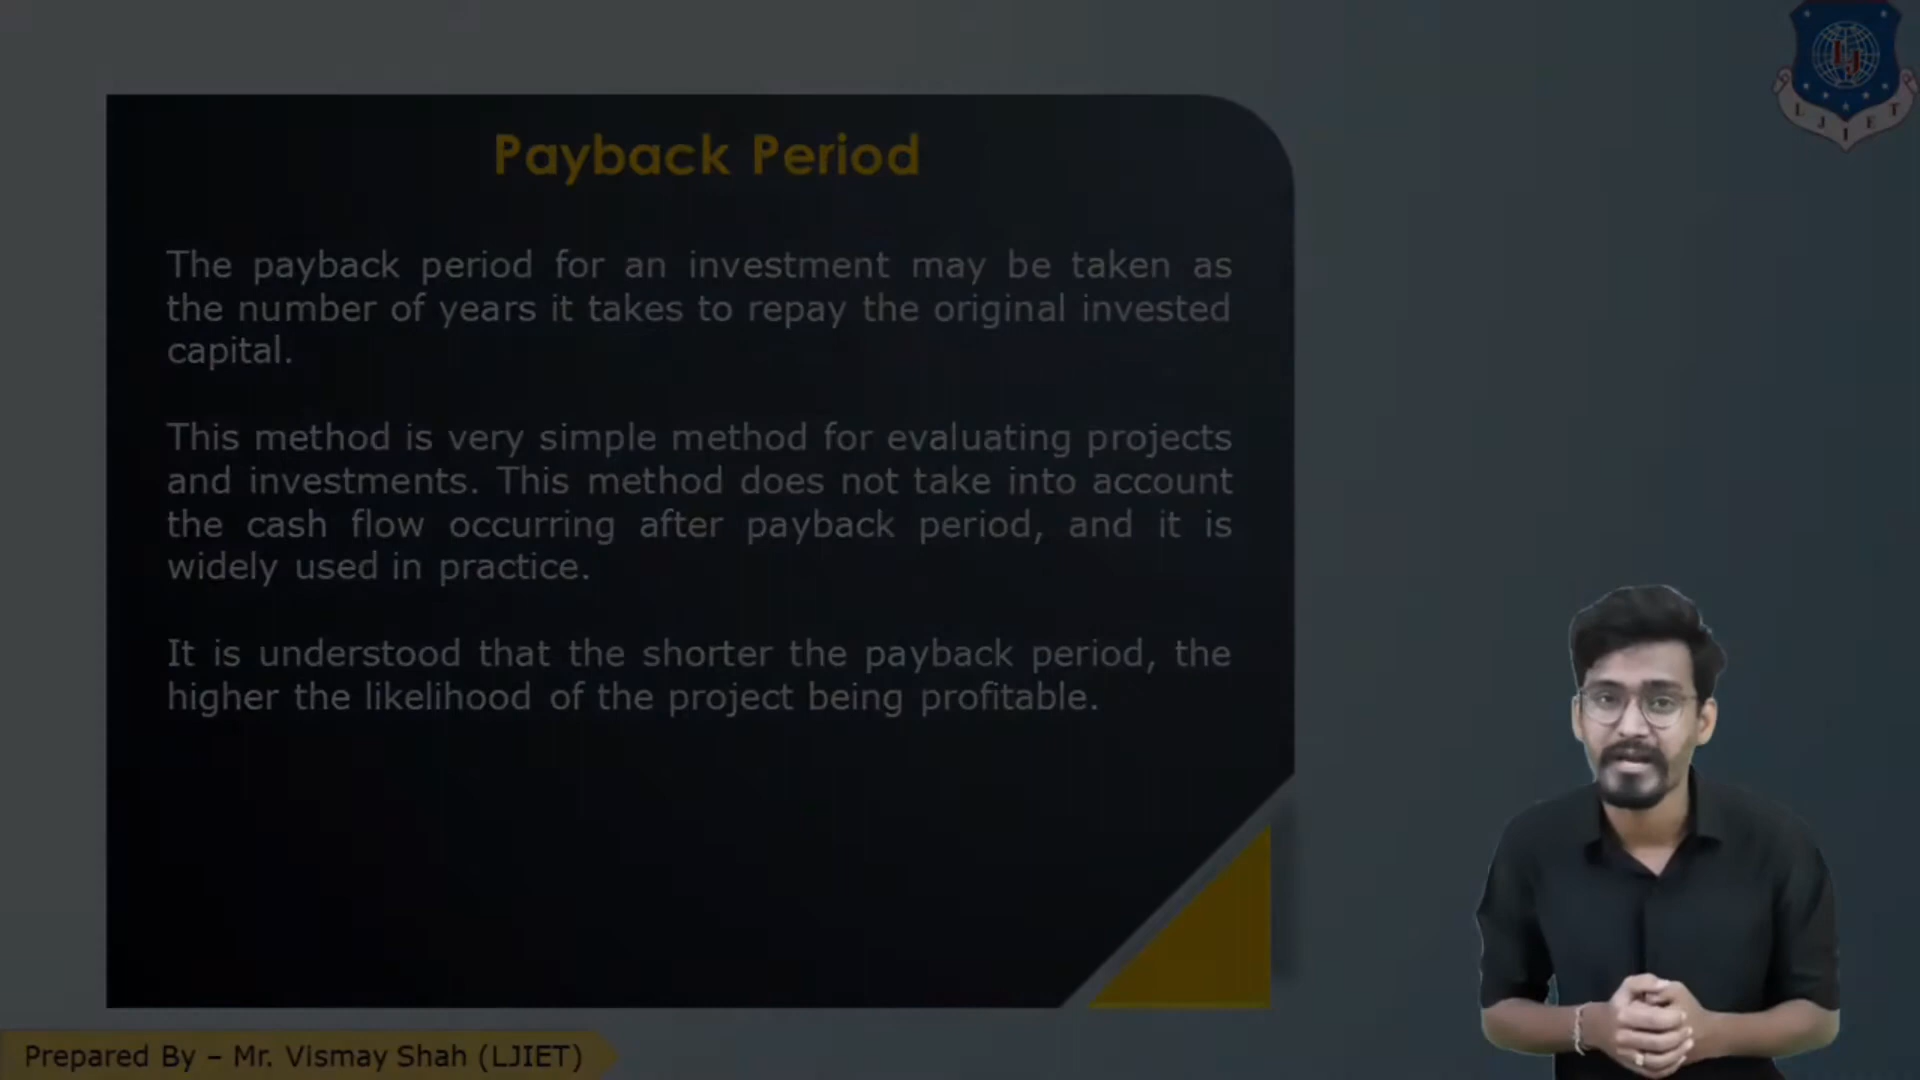 LJ
LJIET
Payback Period
The payback period for an investment may be taken as
the number of years it takes to repay the original invested
capital.
This method is very simple method for evaluating projects
and investments. This method does not take into account
the cash flow occurring after payback period, and it is
widely used in practice.
It is understood that the shorter the payback period, the
higher the likelihood of the project being profitable.
Prepared By – Mr. Vismay Shah (LJIET)